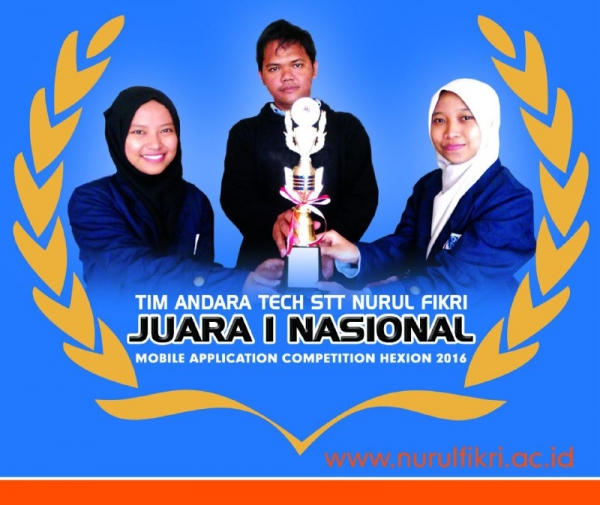 TIM ANDARA TECH STT NURUL FIKRI
JUARA I NASIONAL
MOBILE APPLICATION COMPETITION HEXION 2016
www.nurulfikri.ac.id